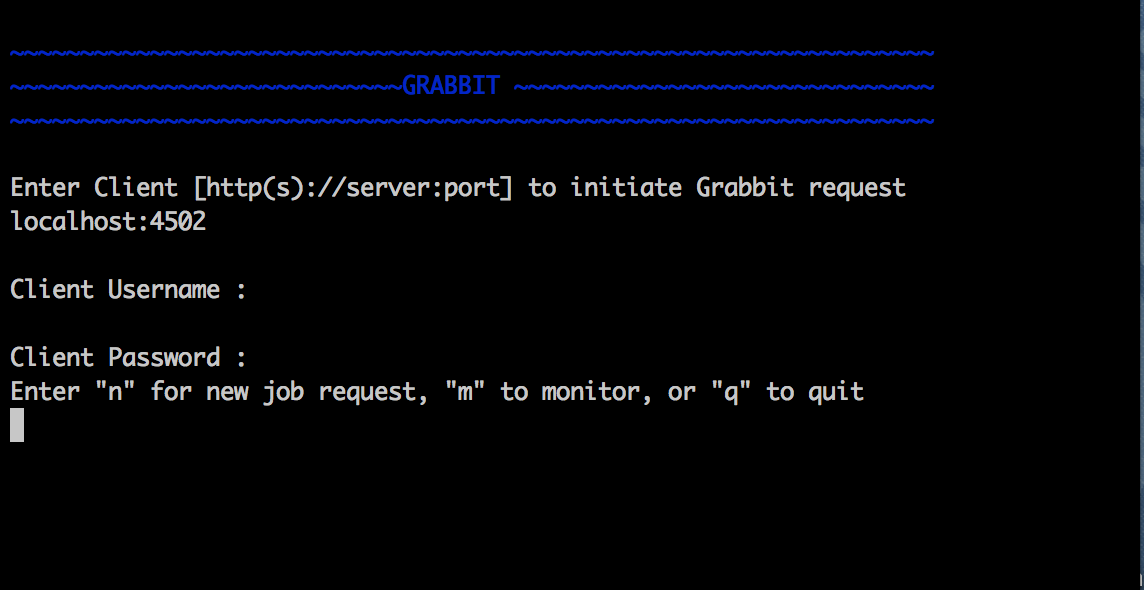 ~~~~~~~~~~~~~~~~~~~~~~~~~~~~~~~~~~~~~~~~~~~~~~~~~~~~~~~~~~~~~~~~~~
~~~~~~~~~~~~~~~~~~~~~~~~~~~~GRABBIT ~~~~~~~~~~~~~~~~~~~~~~~~~~~~~~
~~~~~~~~~~~~~~~~~~~~~~~~~~~~~~~~~~~~~~~~~~~~~~~~~~~~~~~~~~~~~~~~~~
Enter Client [http(s)://server:port] to initiate Grabbit request
localhost:4502
Client Username :
Client Password :
Enter "n" for new job request, "m" to monitor, or "q" to quit